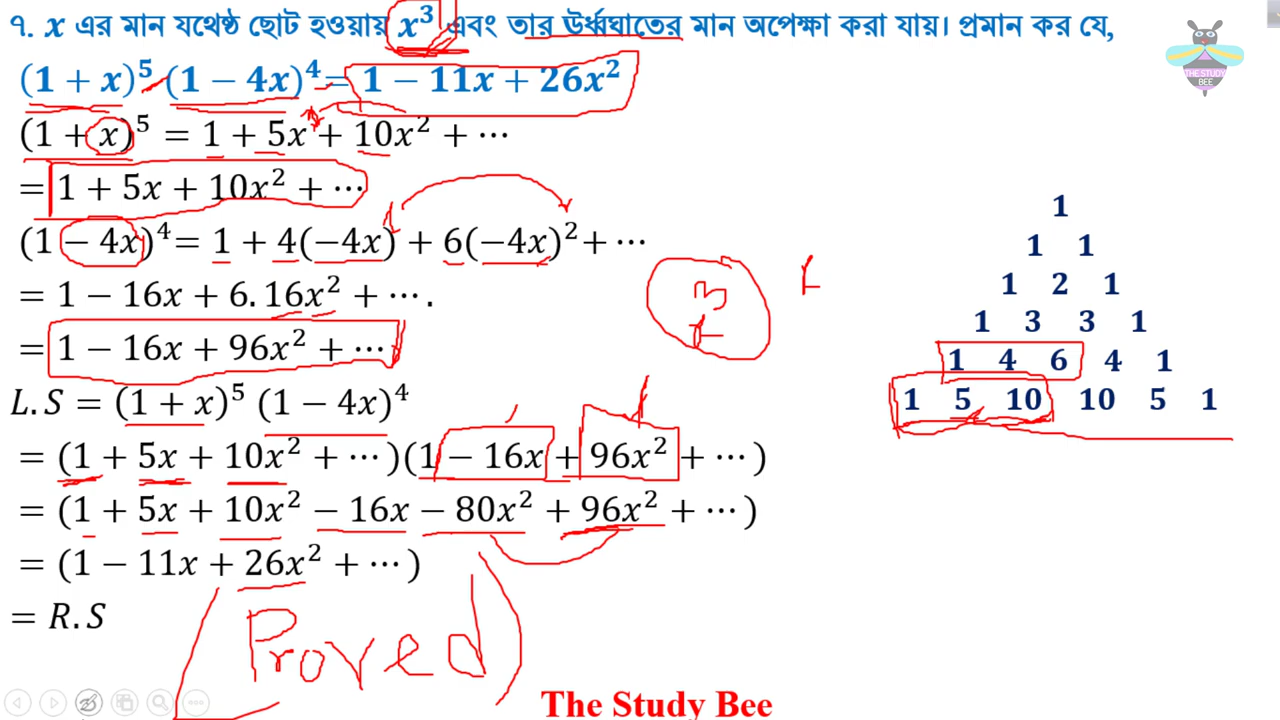 ৭. x এর মান যথেষ্ঠ ছোট হওয়ায় x³ এবং তার ঊর্ধ্বঘাতের মান অপেক্ষা করা যায়। প্রমান কর যে,
(1 + x)⁵ (1 − 4x)⁴ = 1 − 11x + 26x²
(1 + x)⁵ = 1 + 5x + 10x² + ⋯
= 1 + 5x + 10x² + ⋯
(1 − 4x)⁴ = 1 + 4(−4x) + 6(−4x)² + ⋯
= 1 − 16x + 6.16x² + ⋯.
= 1 − 16x + 96x² + ⋯
L.S = (1 + x)⁵ (1 − 4x)⁴
= (1 + 5x + 10x² + ⋯)(1 − 16x + 96x² + ⋯)
= (1 + 5x + 10x² − 16x − 80x² + 96x² + ⋯)
= (1 − 11x + 26x² + ⋯)
= R.S
Proved
1
1 1
1 2 1
1 3 3 1
1 4 6 4 1
1 5 10 10 5 1
THE STUDY
BEE
The Study Bee